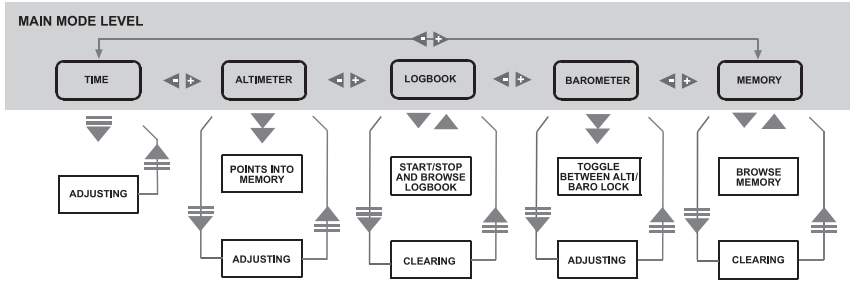 MAIN MODE LEVEL
- +
TIME
- +
ALTIMETER
- +
LOGBOOK
- +
BAROMETER
- +
MEMORY
ADJUSTING
POINTS INTO
MEMORY
START/STOP
AND BROWSE
LOGBOOK
TOGGLE
BETWEEN ALTI/
BARO LOCK
BROWSE
MEMORY
ADJUSTING
CLEARING
ADJUSTING
CLEARING